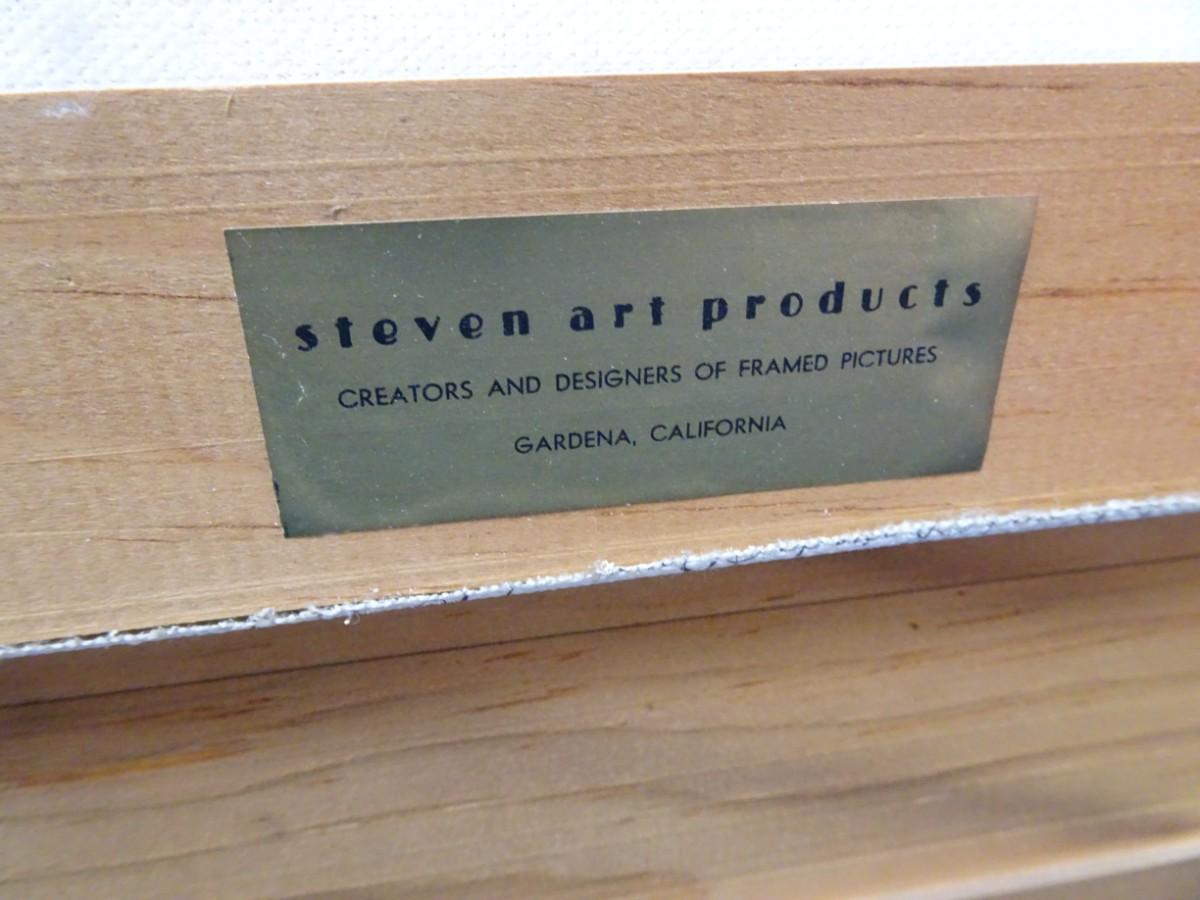 steven art products
CREATORS AND DESIGNERS OF FRAMED PICTURES
GARDENA, CALIFORNIA